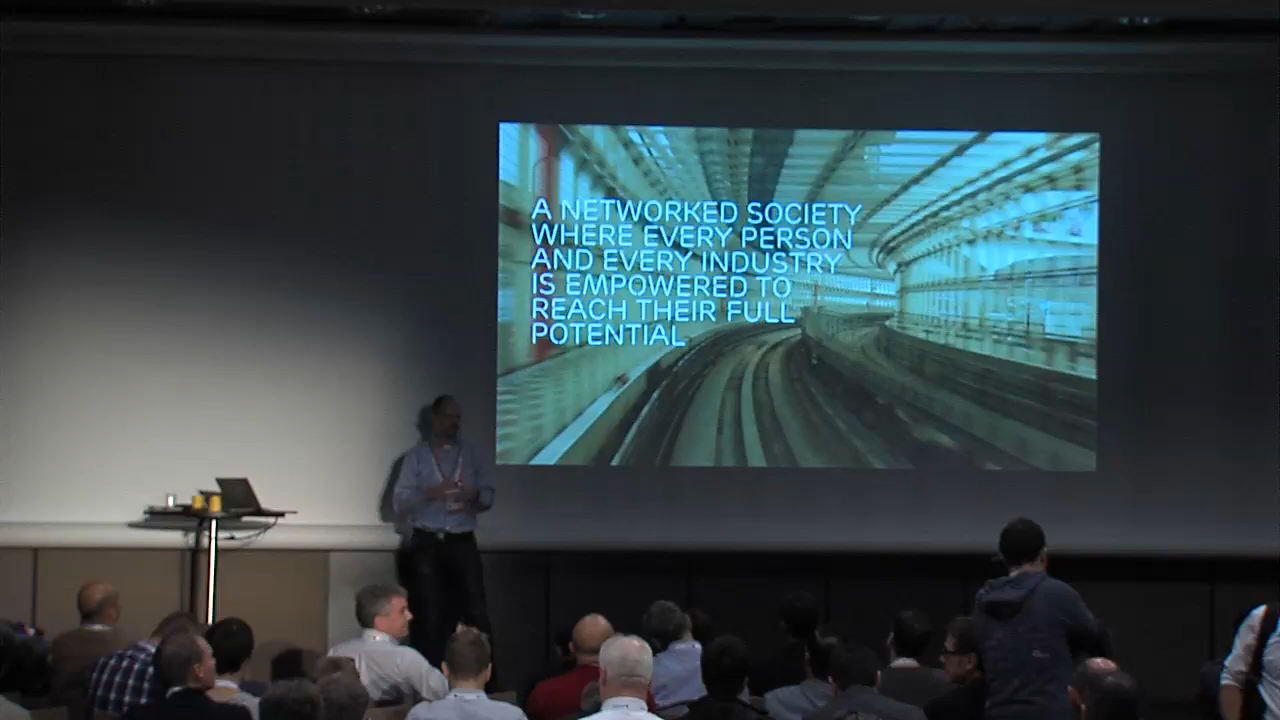 A NETWORKED SOCIETY
WHERE EVERY PERSON
AND EVERY INDUSTRY
IS EMPOWERED TO
REACH THEIR FULL
POTENTIAL